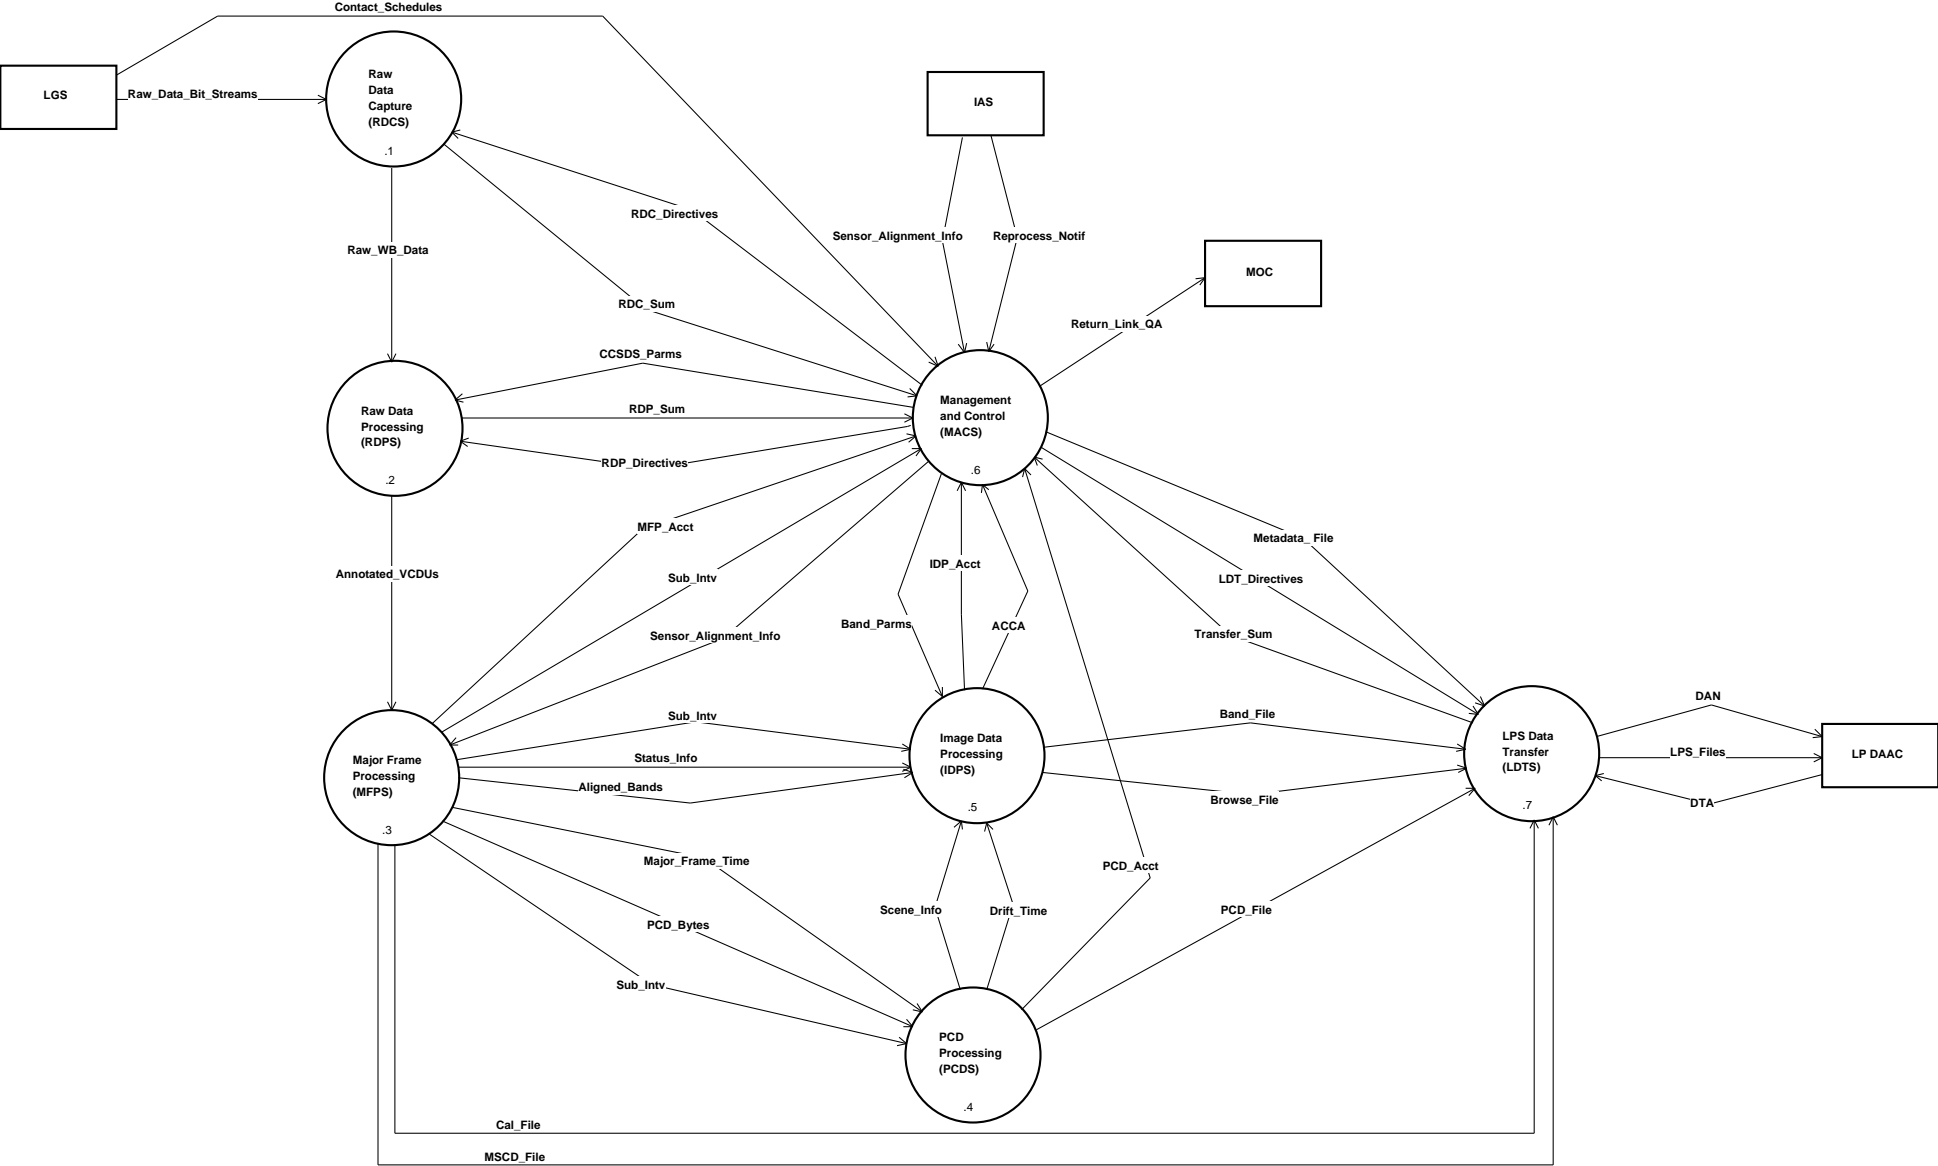 Contact_Schedules
LGS
Raw_Data_Bit_Streams
Raw
Data
Capture
(RDCS)
.1
IAS
RDC_Directives
Sensor_Alignment_Info
Reprocess_Notif
Raw_WB_Data
MOC
RDC_Sum
Return_Link_QA
CCSDS_Parms
Raw Data
Processing
(RDPS)
.2
RDP_Sum
RDP_Directives
Management
and Control
(MACS)
.6
MFP_Acct
Metadata_ File
Annotated_VCDUs
Sub_Intv
IDP_Acct
LDT_Directives
Sensor_Alignment_Info
Band_Parms
ACCA
Transfer_Sum
Major Frame
Processing
(MFPS)
.3
Sub_Intv
Status_Info
Aligned_Bands
Image Data
Processing
(IDPS)
.5
Band_File
Browse_File
LPS Data
Transfer
(LDTS)
.7
DAN
LPS_Files
DTA
LP DAAC
Major_Frame_Time
PCD_Acct
PCD_Bytes
Scene_Info
Drift_Time
PCD_File
Sub_Intv
PCD
Processing
(PCDS)
.4
Cal_File
MSCD_File